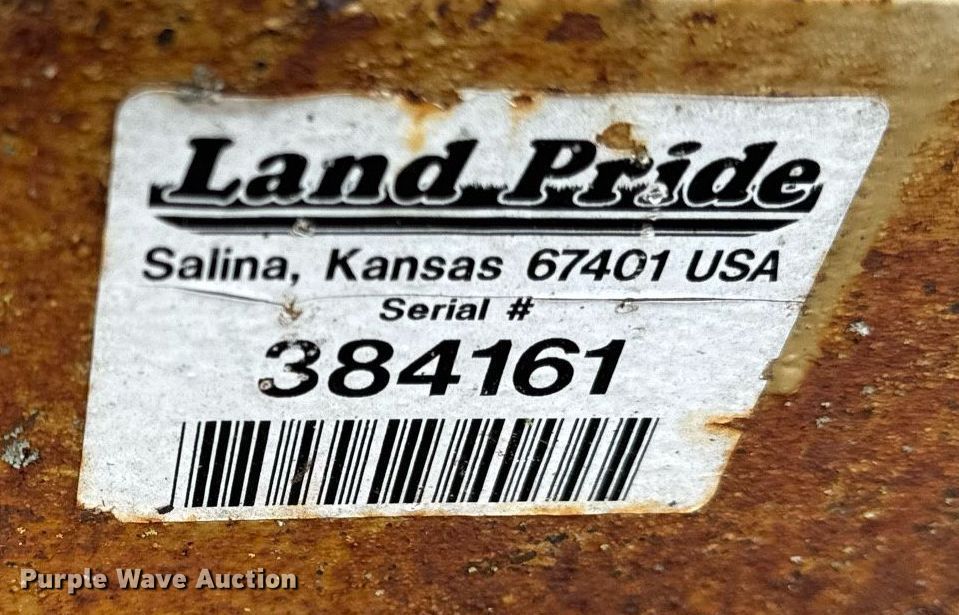 Land Pride
Salina, Kansas 67401 USA
Serial #
384161
Purple Wave Auction